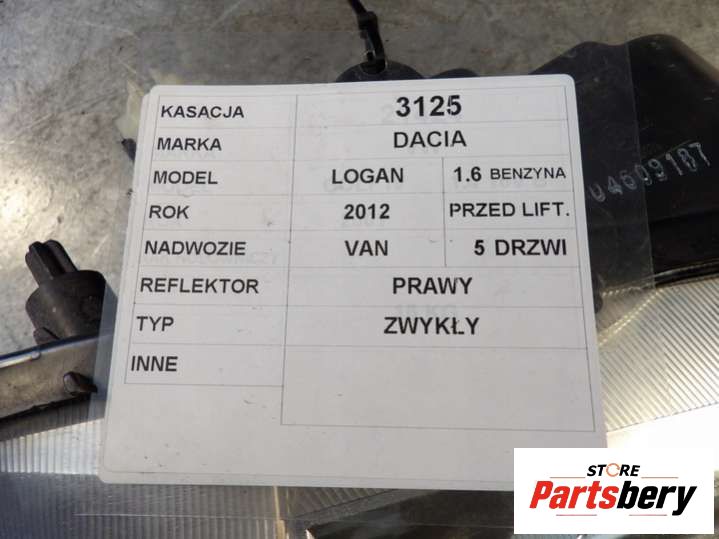 KASACJA 3125
MARKA DACIA
MODEL LOGAN 1.6 BENZYNA
ROK 2012 PRZED LIFT.
NADWOZIE VAN 5 DRZWI
REFLEKTOR PRAWY
TYP ZWYKŁY
INNE
U4609187
STORE
Partsbery